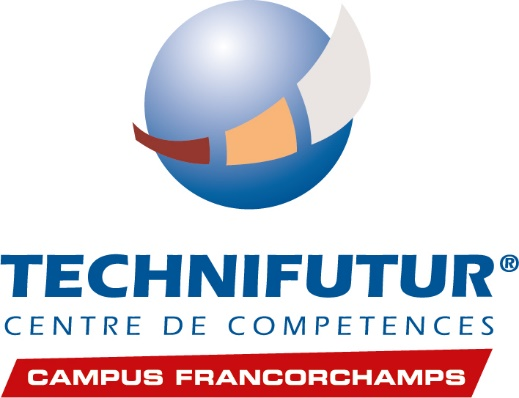 TECHNIFUTUR®
CENTRE DE COMPETENCES
CAMPUS FRANCORCHAMPS